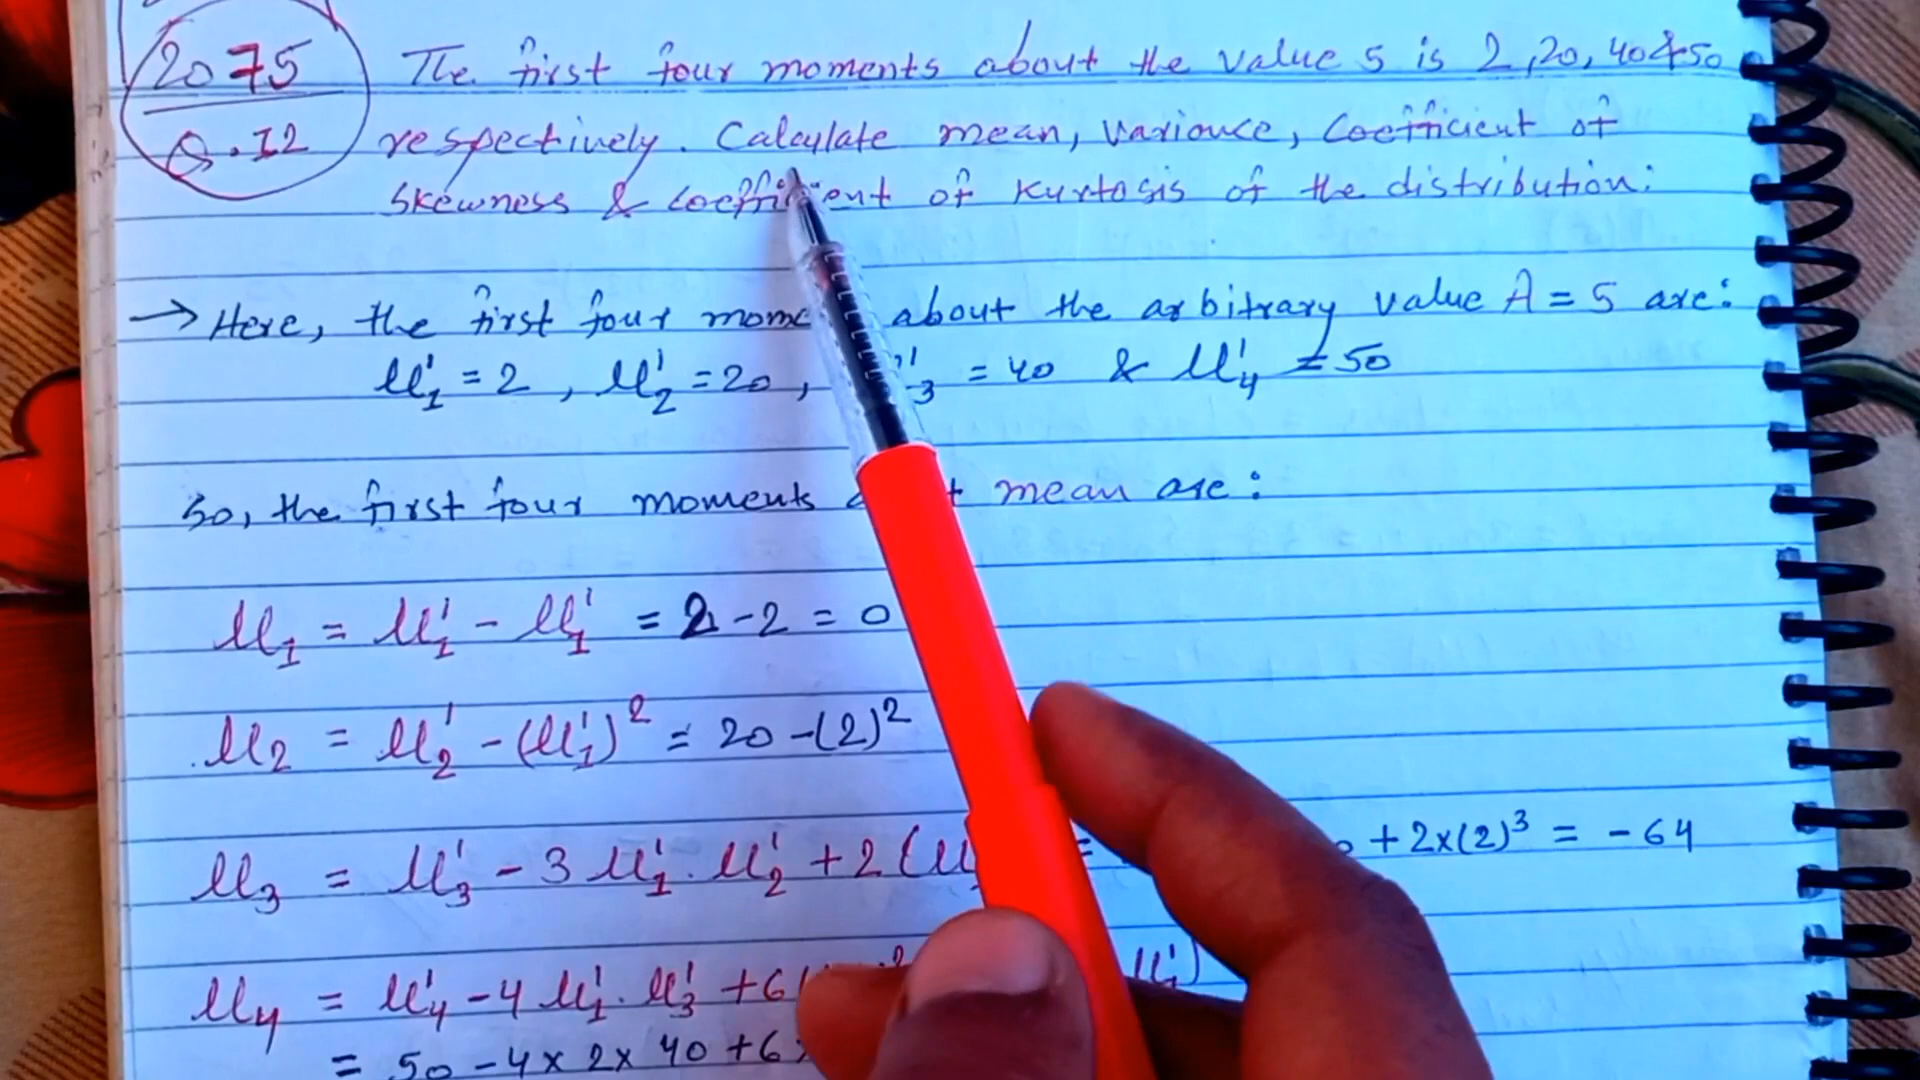 2075
Q.12
The first four moments about the value 5 is 2,20,40&50
respectively. Calculate mean, Variance, Coefficient of
Skewness & coefficient of Kurtosis of the distribution:
→ Here, the first four about the arbitrary value A = 5 are:
μ'₁ = 2 , μ'₂ = 20 , '₃ = 40 & μ'₄ = 50
So, the first four moments mean are:
μ₁ = μ'₁ - μ'₁ = 2 - 2 = 0
μ₂ = μ'₂ - (μ'₁)² = 20 - (2)²
μ₃ = μ'₃ - 3 μ'₁ . μ'₂ + 2 (μ = + 2x(2)³ = - 64
μ₄ = μ'₄ - 4 μ'₁ . μ'₃ + 6( ² μ'₁)
= 50 - 4 x 2 x 40 + 6